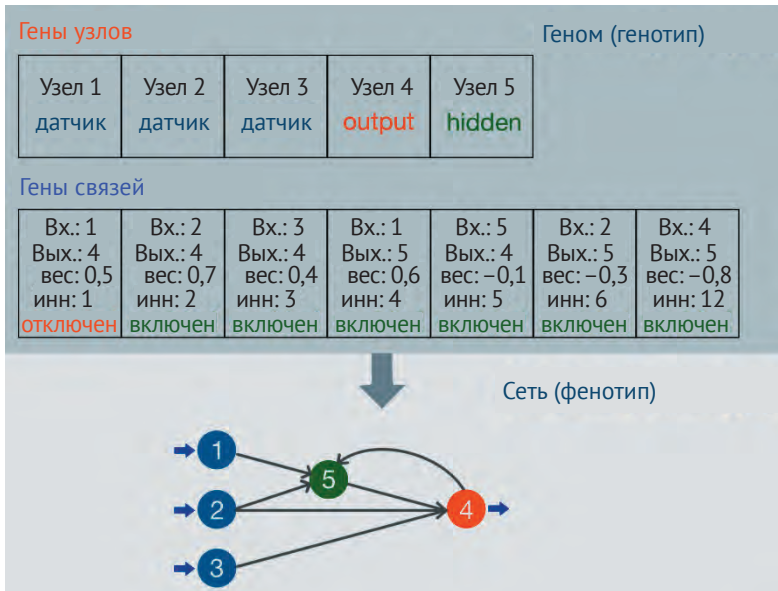 Гены узлов
Геном (генотип)
Узел 1 Узел 2 Узел 3 Узел 4 Узел 5
датчик датчик датчик output hidden
Гены связей
Вх.: 1 Вх.: 2 Вх.: 3 Вх.: 1 Вх.: 5 Вх.: 2 Вх.: 4
Вых.: 4 Вых.: 4 Вых.: 4 Вых.: 5 Вых.: 4 Вых.: 5 Вых.: 5
вес: 0,5 вес: 0,7 вес: 0,4 вес: 0,6 вес: −0,1 вес: −0,3 вес: −0,8
инн: 1 инн: 2 инн: 3 инн: 4 инн: 5 инн: 6 инн: 12
отключен включен включен включен включен включен включен
Сеть (фенотип)
1
5
2
4
3